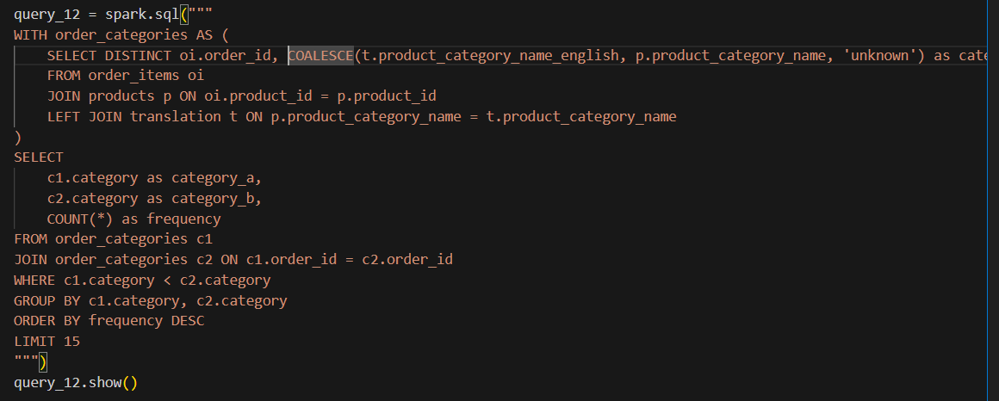 query_12 = spark.sql("""
WITH order_categories AS (
    SELECT DISTINCT oi.order_id, COALESCE(t.product_category_name_english, p.product_category_name, 'unknown') as cate
    FROM order_items oi
    JOIN products p ON oi.product_id = p.product_id
    LEFT JOIN translation t ON p.product_category_name = t.product_category_name
)
SELECT
    c1.category as category_a,
    c2.category as category_b,
    COUNT(*) as frequency
FROM order_categories c1
JOIN order_categories c2 ON c1.order_id = c2.order_id
WHERE c1.category < c2.category
GROUP BY c1.category, c2.category
ORDER BY frequency DESC
LIMIT 15
""")
query_12.show()